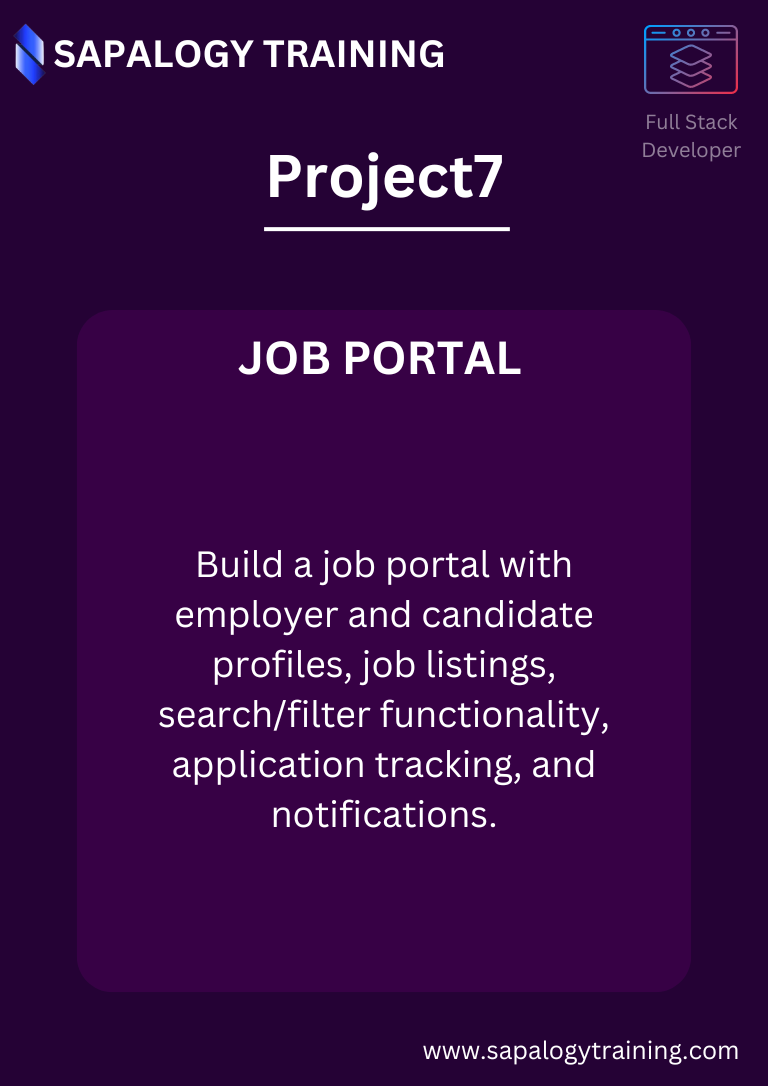 SAPALOGY TRAINING
Full Stack
Developer
Project7
JOB PORTAL
Build a job portal with
employer and candidate
profiles, job listings,
search/filter functionality,
application tracking, and
notifications.
www.sapalogytraining.com